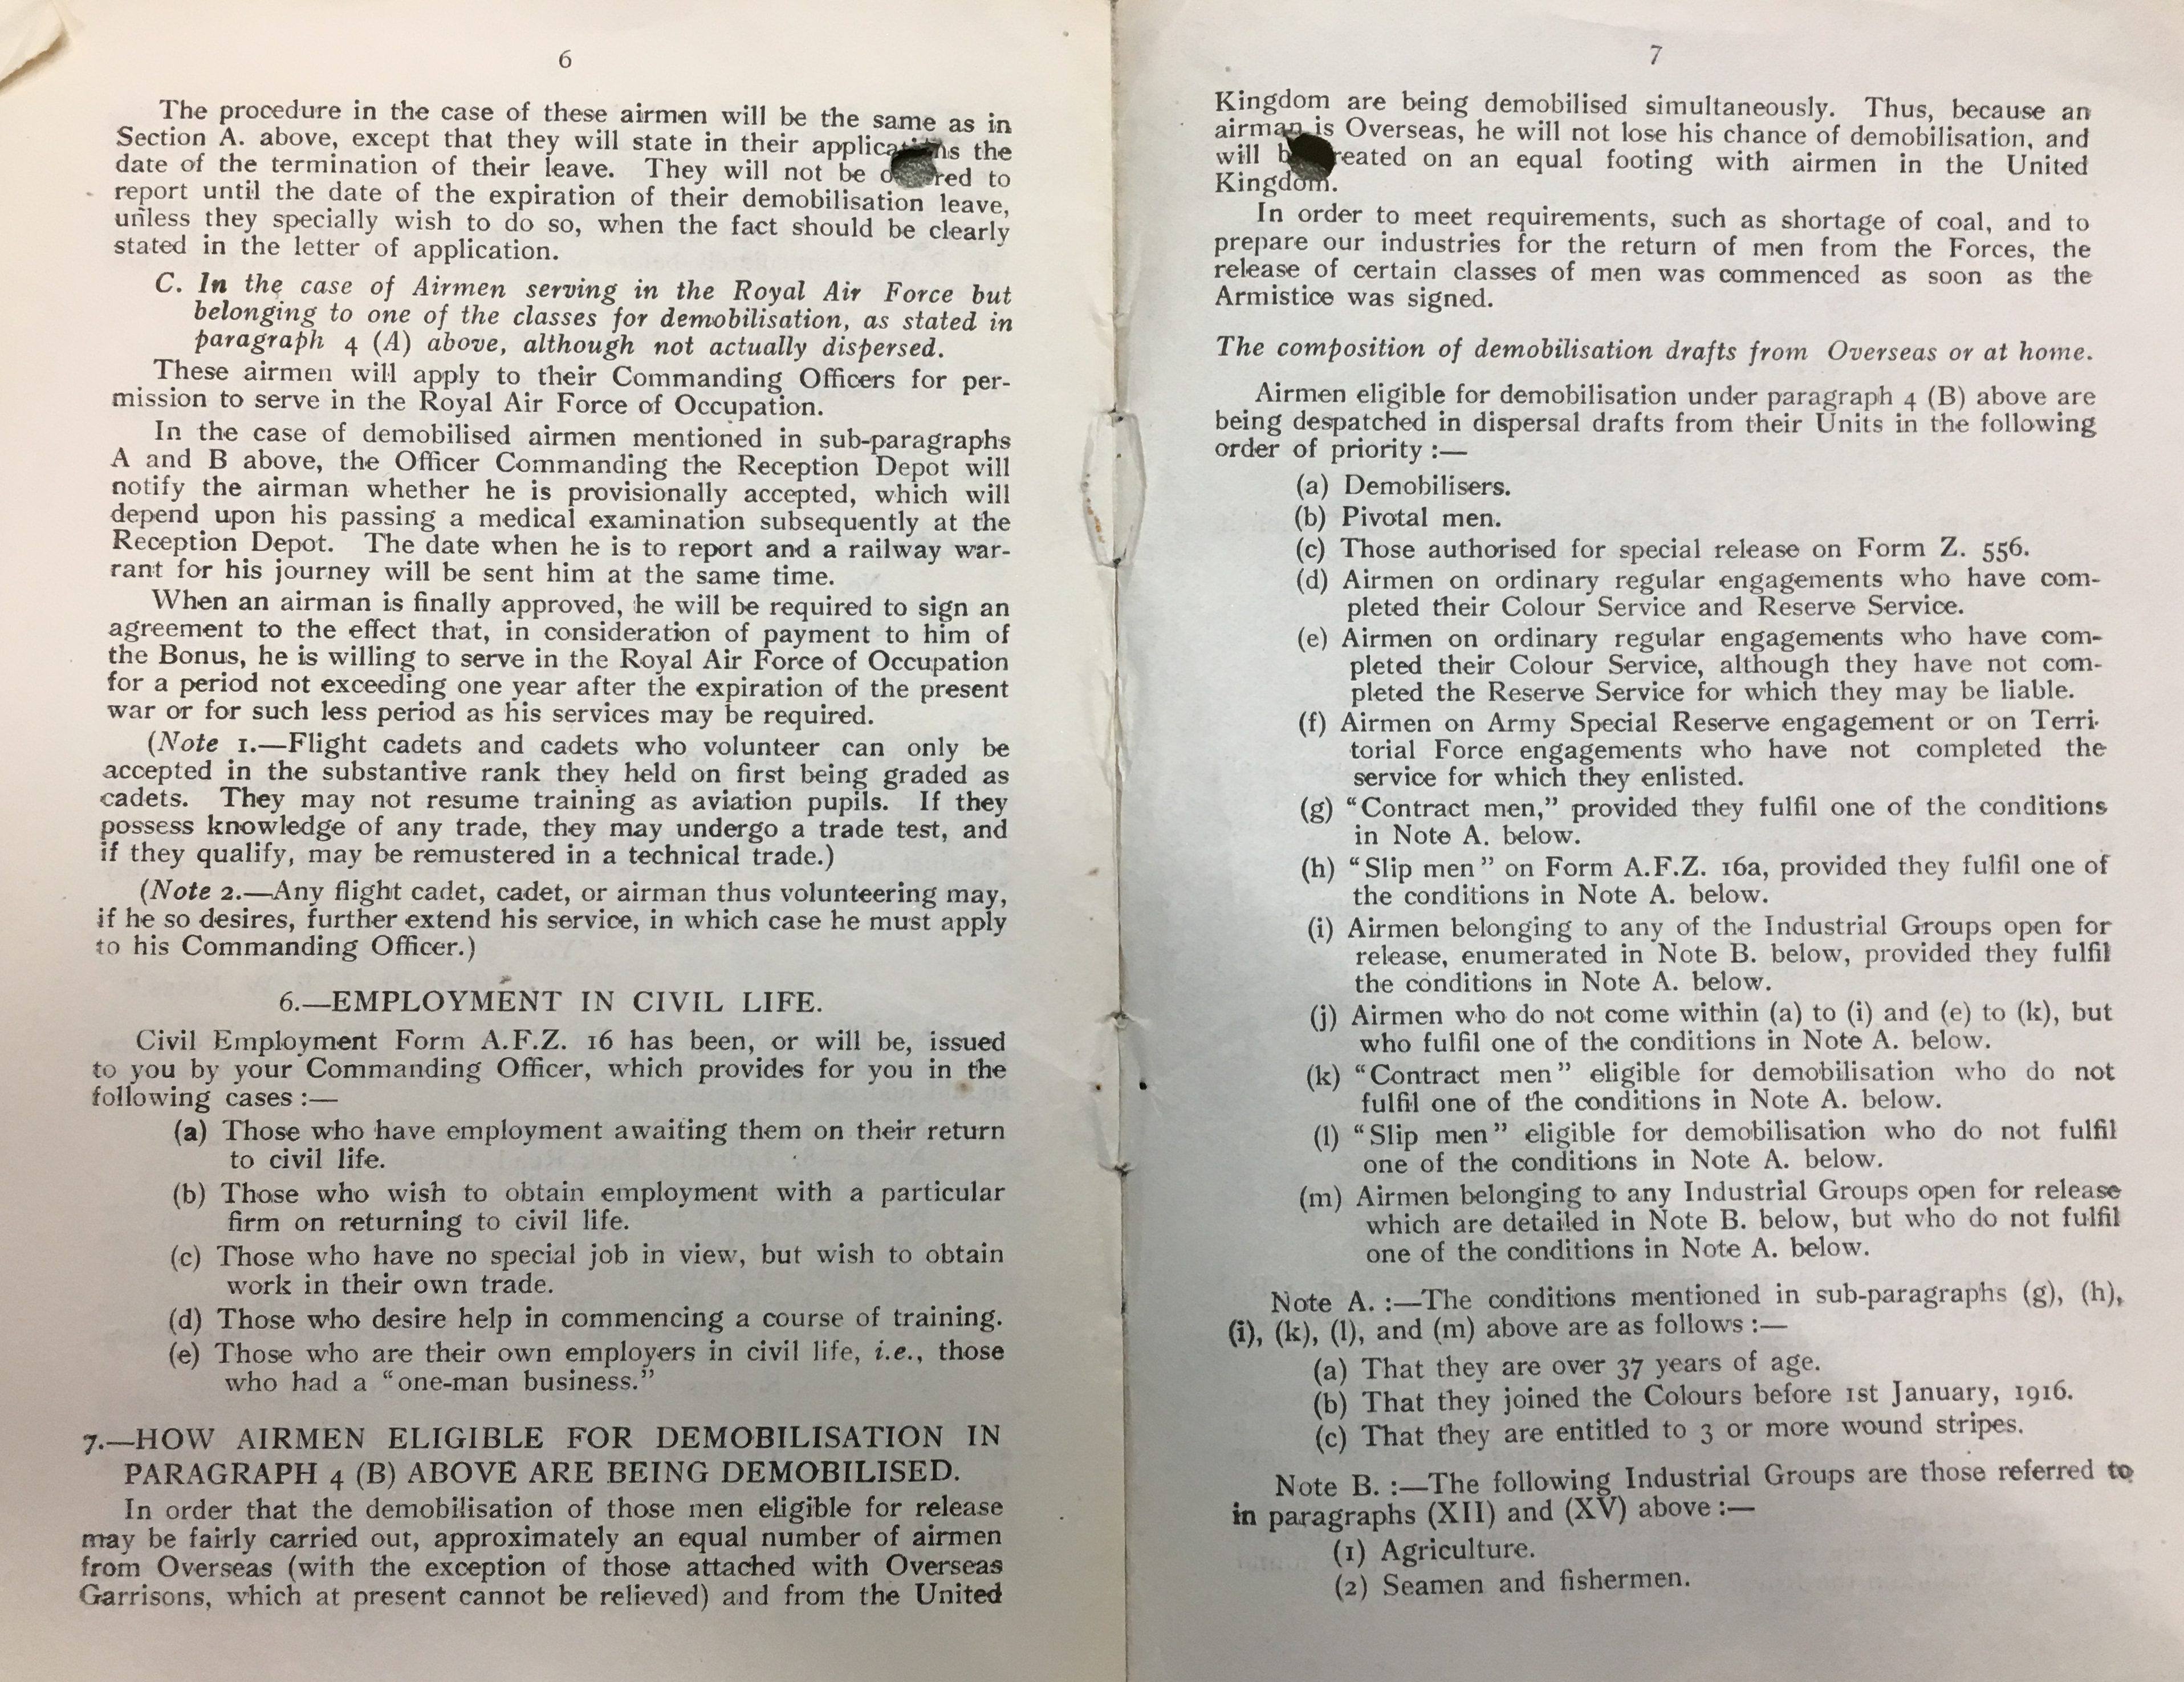 6
The procedure in the case of these airmen will be the same as in
Section A. above, except that they will state in their the
date of the termination of their leave. They will not be to
report until the date of the expiration of their demobilisation leave,
unless they specially wish to do so, when the fact should be clearly
stated in the letter of application.
C. In the case of Airmen serving in the Royal Air Force but
belonging to one of the classes for demobilisation, as stated in
paragraph 4 (A) above, although not actually dispersed.
These airmen will apply to their Commanding Officers for per-
mission to serve in the Royal Air Force of Occupation.
In the case of demobilised airmen mentioned in sub-paragraphs
A and B above, the Officer Commanding the Reception Depot will
notify the airman whether he is provisionally accepted, which will
depend upon his passing a medical examination subsequently at the
Reception Depot. The date when he is to report and a railway war-
rant for his journey will be sent him at the same time.
When an airman is finally approved, he will be required to sign an
agreement to the effect that, in consideration of payment to him of
the Bonus, he is willing to serve in the Royal Air Force of Occupation
for a period not exceeding one year after the expiration of the present
war or for such less period as his services may be required.
(Note 1.—Flight cadets and cadets who volunteer can only be
accepted in the substantive rank they held on first being graded as
cadets. They may not resume training as aviation pupils. If they
possess knowledge of any trade, they may undergo a trade test, and
if they qualify, may be remustered in a technical trade.)
(Note 2.—Any flight cadet, cadet, or airman thus volunteering may,
if he so desires, further extend his service, in which case he must apply
to his Commanding Officer.)
6.—EMPLOYMENT IN CIVIL LIFE.
Civil Employment Form A.F.Z. 16 has been, or will be, issued
to you by your Commanding Officer, which provides for you in the
following cases :—
(a) Those who have employment awaiting them on their return
to civil life.
(b) Those who wish to obtain employment with a particular
firm on returning to civil life.
(c) Those who have no special job in view, but wish to obtain
work in their own trade.
(d) Those who desire help in commencing a course of training.
(e) Those who are their own employers in civil life, i.e., those
who had a “one-man business.”
7.—HOW AIRMEN ELIGIBLE FOR DEMOBILISATION IN
PARAGRAPH 4 (B) ABOVE ARE BEING DEMOBILISED.
In order that the demobilisation of those men eligible for release
may be fairly carried out, approximately an equal number of airmen
from Overseas (with the exception of those attached with Overseas
Garrisons, which at present cannot be relieved) and from the United
7
Kingdom are being demobilised simultaneously. Thus, because an
airman is Overseas, he will not lose his chance of demobilisation, and
will on an equal footing with airmen in the United
Kingdom.
In order to meet requirements, such as shortage of coal, and to
prepare our industries for the return of men from the Forces, the
release of certain classes of men was commenced as soon as the
Armistice was signed.
The composition of demobilisation drafts from Overseas or at home.
Airmen eligible for demobilisation under paragraph 4 (B) above are
being despatched in dispersal drafts from their Units in the following
order of priority :—
(a) Demobilisers.
(b) Pivotal men.
(c) Those authorised for special release on Form Z. 556.
(d) Airmen on ordinary regular engagements who have com-
pleted their Colour Service and Reserve Service.
(e) Airmen on ordinary regular engagements who have com-
pleted their Colour Service, although they have not com-
pleted the Reserve Service for which they may be liable.
(f) Airmen on Army Special Reserve engagement or on Terri-
torial Force engagements who have not completed the
service for which they enlisted.
(g) “Contract men,” provided they fulfil one of the conditions
in Note A. below.
(h) “Slip men” on Form A.F.Z. 16a, provided they fulfil one of
the conditions in Note A. below.
(i) Airmen belonging to any of the Industrial Groups open for
release, enumerated in Note B. below, provided they fulfil
the conditions in Note A. below.
(j) Airmen who do not come within (a) to (i) and (e) to (k), but
who fulfil one of the conditions in Note A. below.
(k) “Contract men” eligible for demobilisation who do not
fulfil one of the conditions in Note A. below.
(l) “Slip men” eligible for demobilisation who do not fulfil
one of the conditions in Note A. below.
(m) Airmen belonging to any Industrial Groups open for release
which are detailed in Note B. below, but who do not fulfil
one of the conditions in Note A. below.
Note A. :—The conditions mentioned in sub-paragraphs (g), (h),
(i), (k), (l), and (m) above are as follows :—
(a) That they are over 37 years of age.
(b) That they joined the Colours before 1st January, 1916.
(c) That they are entitled to 3 or more wound stripes.
Note B. :—The following Industrial Groups are those referred to
in paragraphs (XII) and (XV) above :—
(1) Agriculture.
(2) Seamen and fishermen.